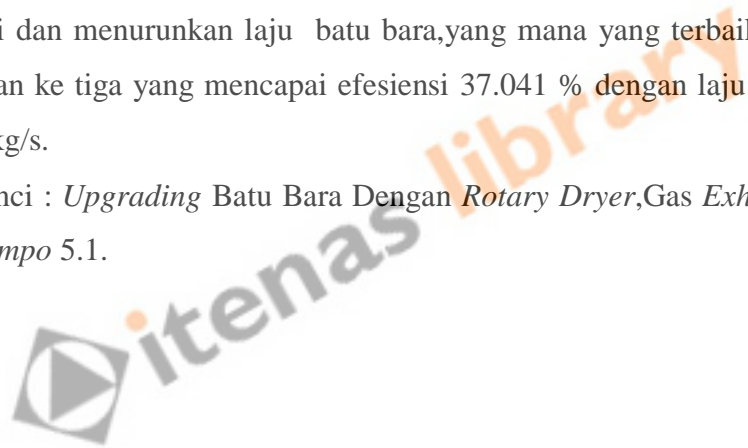 i dan menurunkan laju batu bara,yang mana yang terbail
an ke tiga yang mencapai efesiensi 37.041 % dengan laju
kg/s.
nci : Upgrading Batu Bara Dengan Rotary Dryer,Gas Exh
mpo 5.1.
itenas library